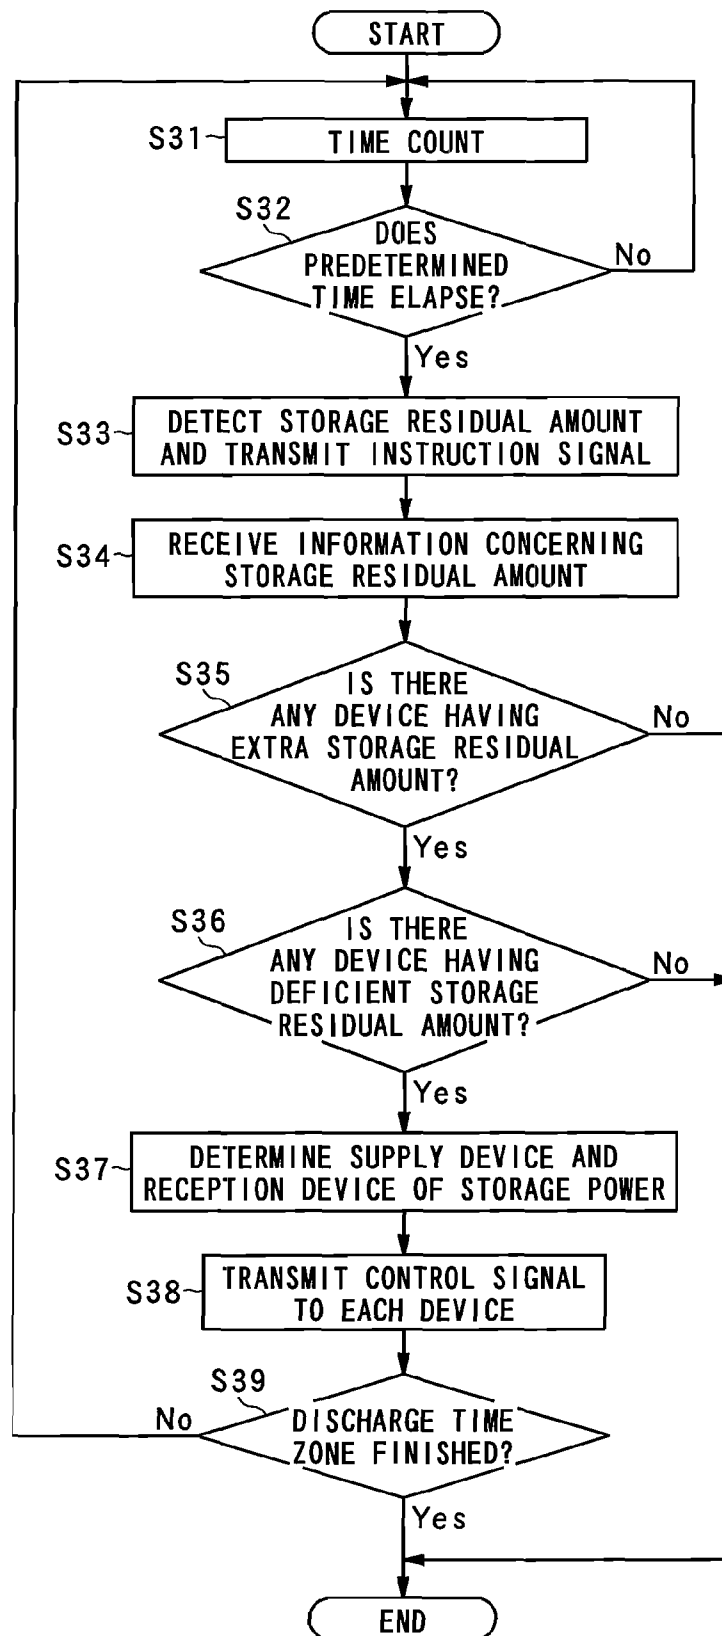 START
S31
TIME COUNT
S32
DOES
PREDETERMINED
TIME ELAPSE?
No
Yes
S33
DETECT STORAGE RESIDUAL AMOUNT
AND TRANSMIT INSTRUCTION SIGNAL
S34
RECEIVE INFORMATION CONCERNING
STORAGE RESIDUAL AMOUNT
S35
IS THERE
ANY DEVICE HAVING
EXTRA STORAGE RESIDUAL
AMOUNT?
No
Yes
S36
IS THERE
ANY DEVICE HAVING
DEFICIENT STORAGE
RESIDUAL AMOUNT?
No
Yes
S37
DETERMINE SUPPLY DEVICE AND
RECEPTION DEVICE OF STORAGE POWER
S38
TRANSMIT CONTROL SIGNAL
TO EACH DEVICE
S39
No
DISCHARGE TIME
ZONE FINISHED?
Yes
END